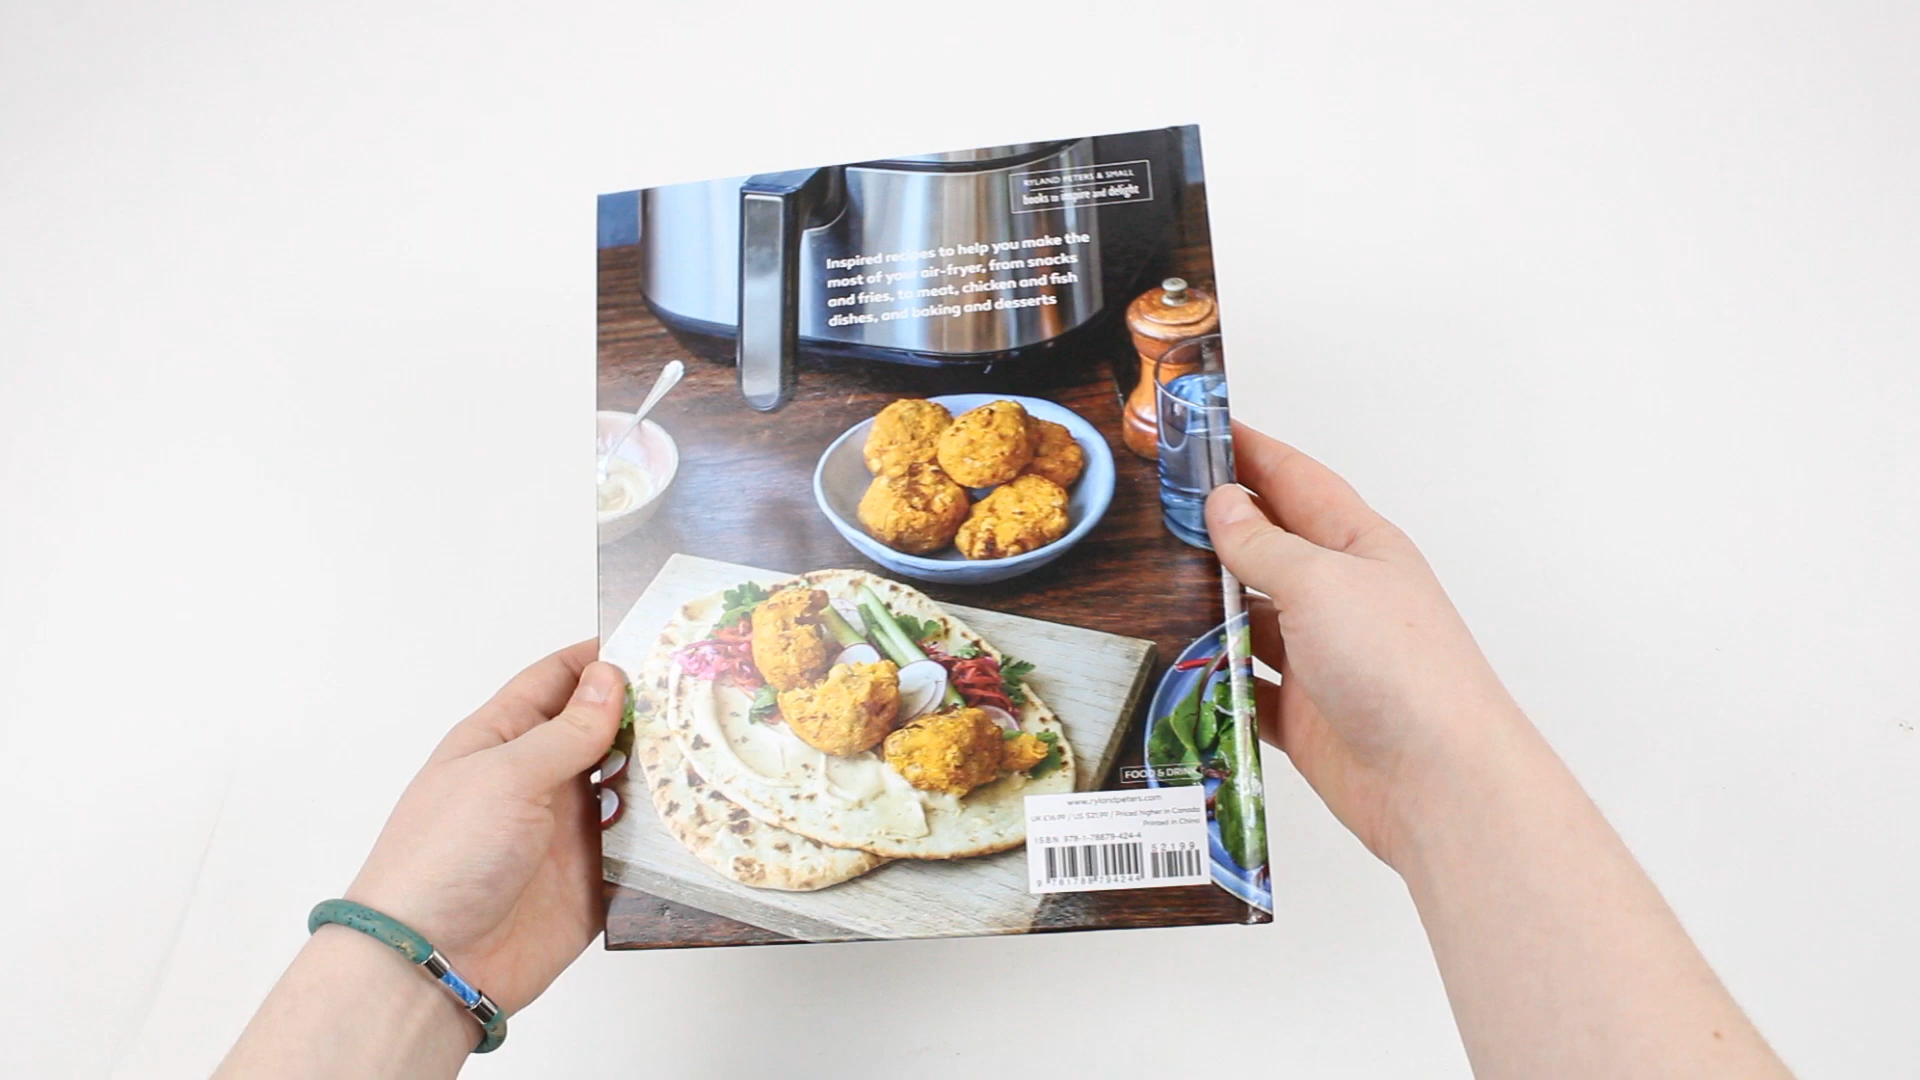 RYLAND PETERS & SMALL
books to inspire and delight
Inspired recipes to help you make the
most of your air-fryer, from snacks
and fries, to meat, chicken and fish
dishes, and baking and desserts
FOOD & DRINK
www.rylandpeters.com
UK £16.99 / US $21.99 / Priced higher in Canada
Printed in China
ISBN 978-1-78879-424-4
52199
9 781788 794244